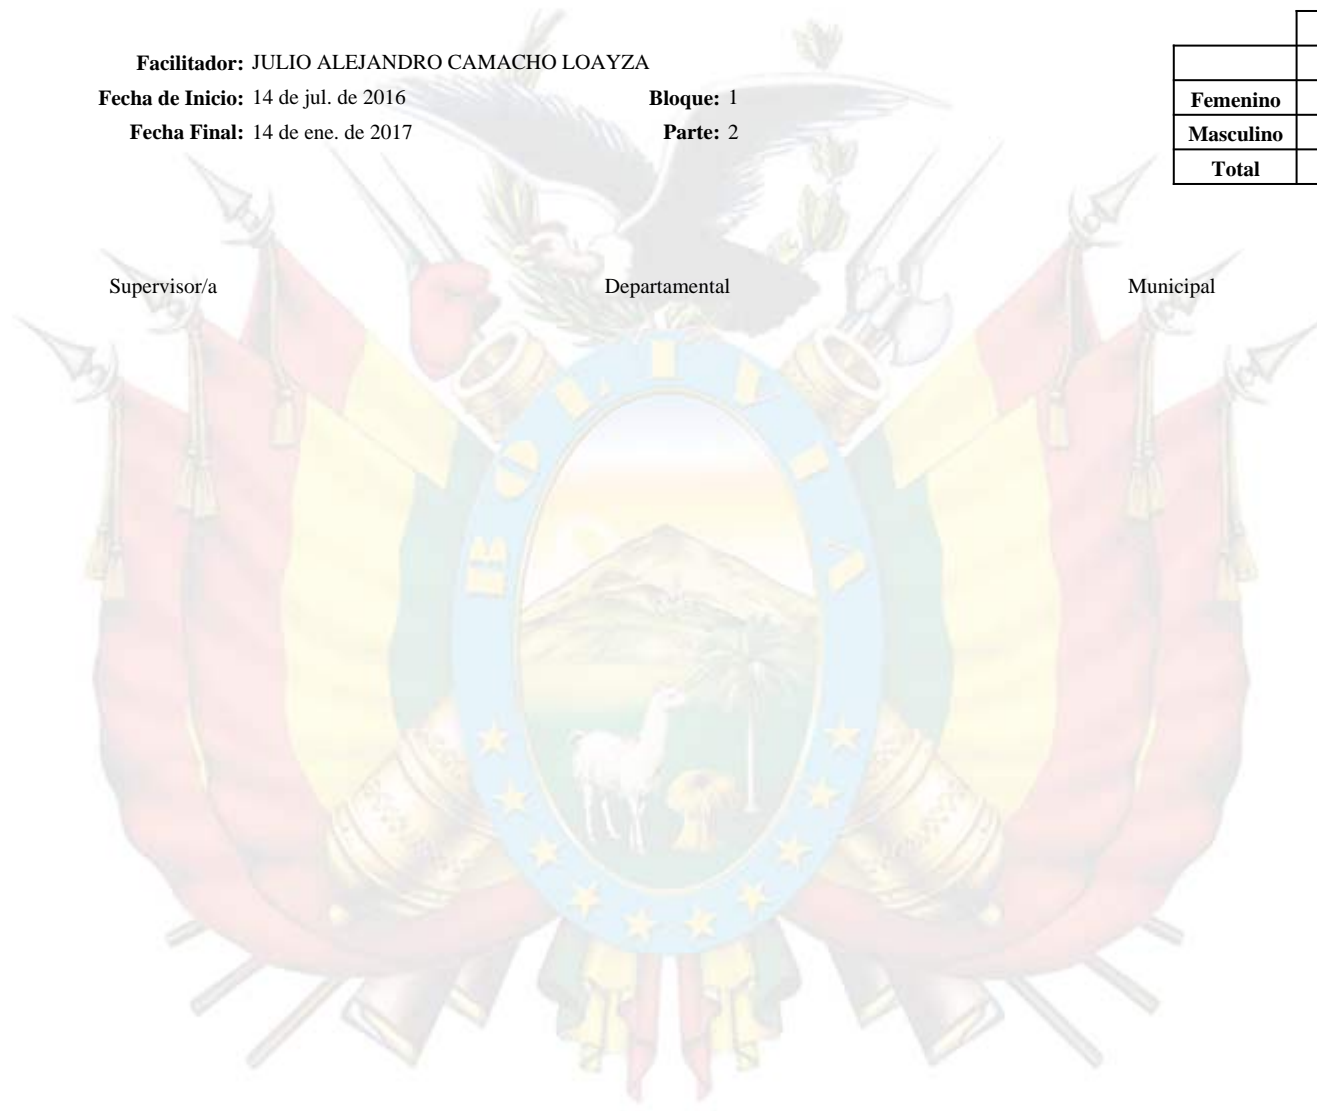 Facilitador: JULIO ALEJANDRO CAMACHO LOAYZA
Fecha de Inicio: 14 de jul. de 2016 Bloque: 1
Fecha Final: 14 de ene. de 2017 Parte: 2
Femenino
Masculino
Total
Supervisor/a Departamental Municipal
BOLIVIA